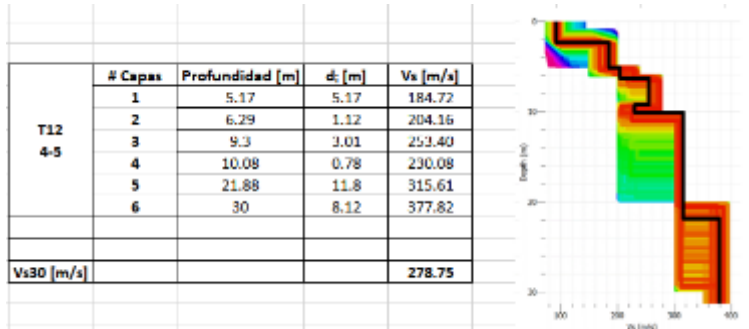 # Capas Profundidad [m] dᵢ [m] Vs [m/s]
T12
4-5
1 5.17 5.17 184.72
2 6.29 1.12 204.16
3 9.3 3.01 253.40
4 10.08 0.78 230.08
5 21.88 11.8 315.61
6 30 8.12 377.82
Vs30 [m/s] 278.75
0
10
20
30
Depth (m)
100 200 300 400
Vs (m/s)